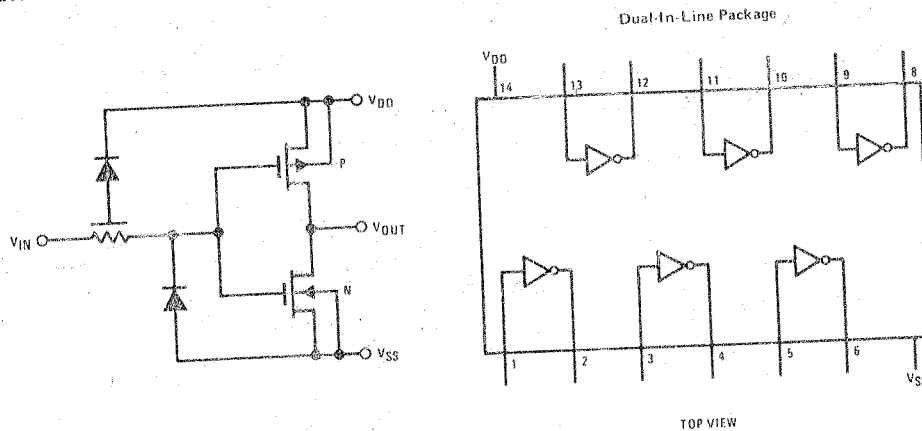 Dual-In-Line Package
VDD
VDD
14
13
12
11
10
9
8
P
VIN
VOUT
N
VSS
1
2
3
4
5
6
TOP VIEW